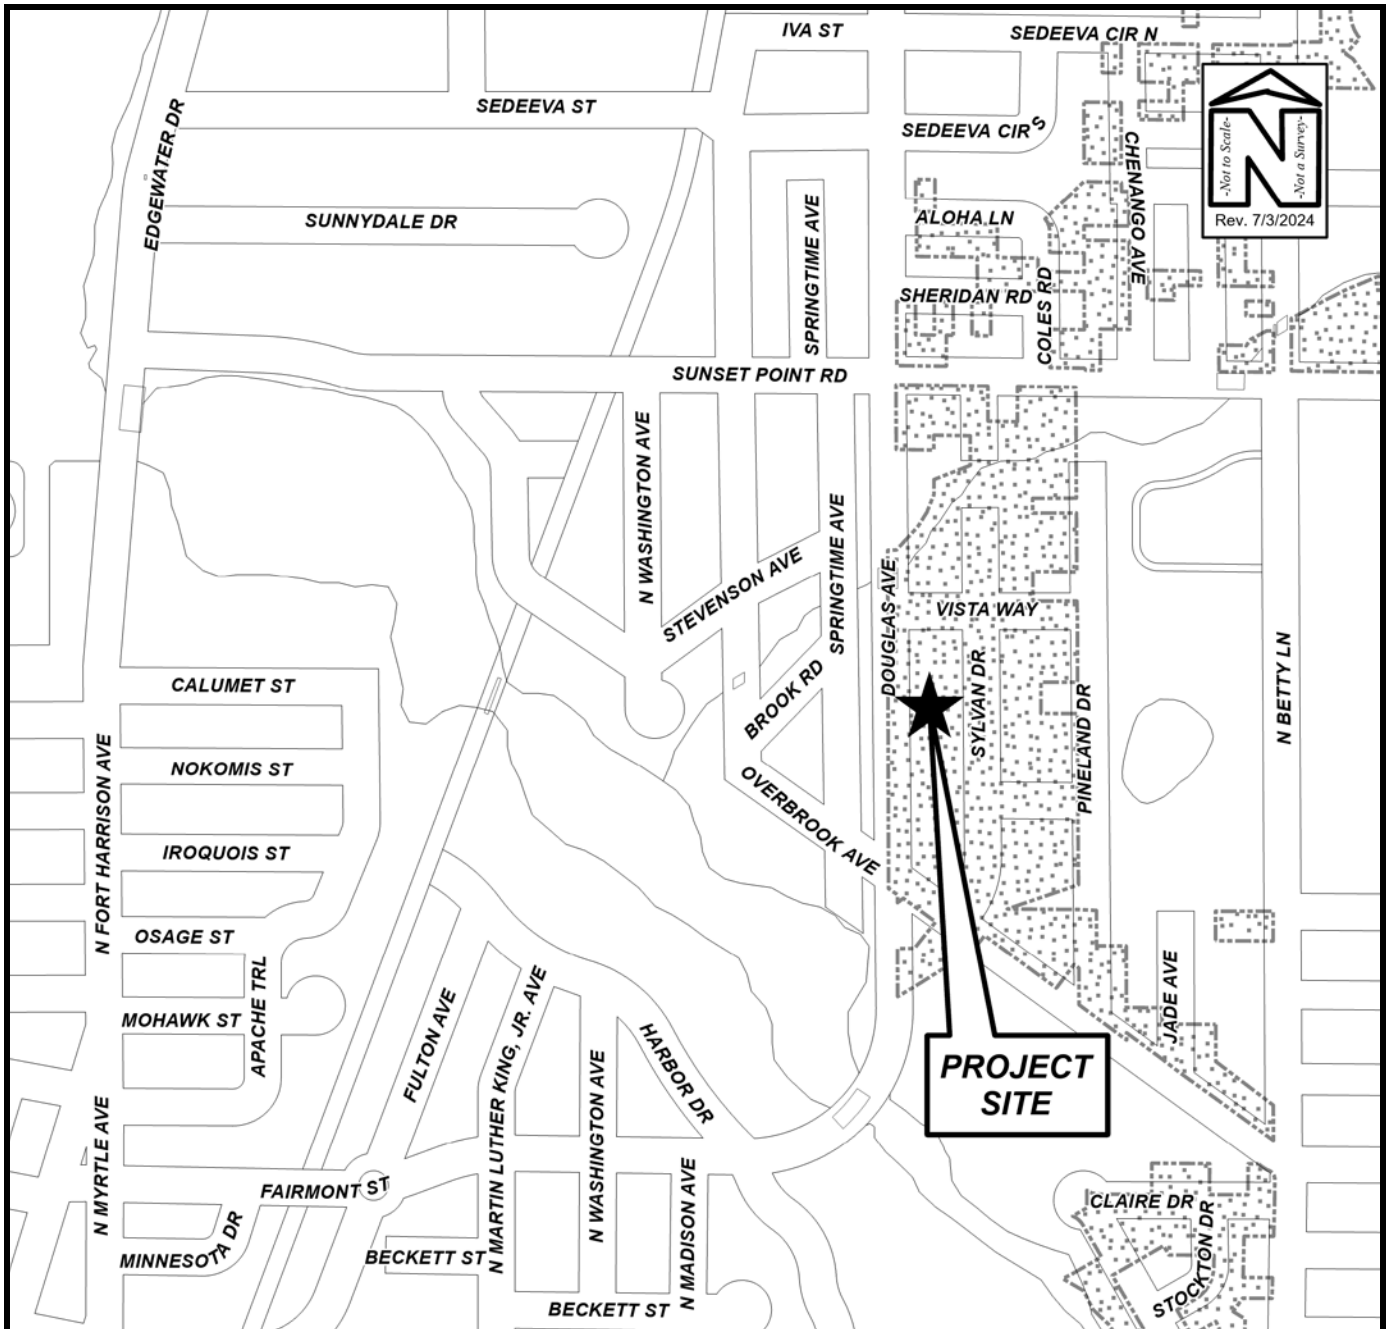 IVA ST
SEDEEVA CIR N
SEDEEVA ST
SEDEEVA CIR S
EDGEWATER DR
CHENANGO AVE
-Not to Scale-
N
-Not a Survey-
Rev. 7/3/2024
SUNNYDALE DR
SPRINGTIME AVE
ALOHA LN
SHERIDAN RD
COLES RD
SUNSET POINT RD
N WASHINGTON AVE
STEVENSON AVE
SPRINGTIME AVE
DOUGLAS AVE
VISTA WAY
SYLVAN DR
PINELAND DR
N BETTY LN
BROOK RD
OVERBROOK AVE
CALUMET ST
NOKOMIS ST
N FORT HARRISON AVE
IROQUOIS ST
OSAGE ST
MOHAWK ST
APACHE TRL
FULTON AVE
N MARTIN LUTHER KING, JR. AVE
N WASHINGTON AVE
HARBOR DR
JADE AVE
PROJECT
SITE
N MYRTLE AVE
FAIRMONT ST
MINNESOTA DR
BECKETT ST
BECKETT ST
N MADISON AVE
CLAIRE DR
STOCKTON DR